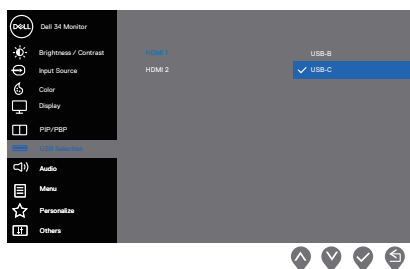 DELL
Dell 34 Monitor
Brightness / Contrast
Input Source
Color
Display
PIP/PBP
USB Selection
Audio
Menu
Personalize
Others
HDMI 1
HDMI 2
USB-B
USB-C